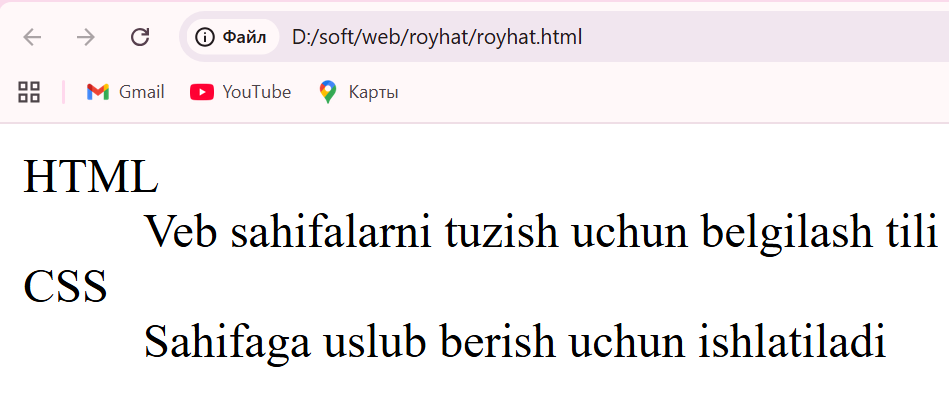 Файл D:/soft/web/royhat/royhat.html
Gmail YouTube Карты
HTML
Veb sahifalarni tuzish uchun belgilash tili
CSS
Sahifaga uslub berish uchun ishlatiladi